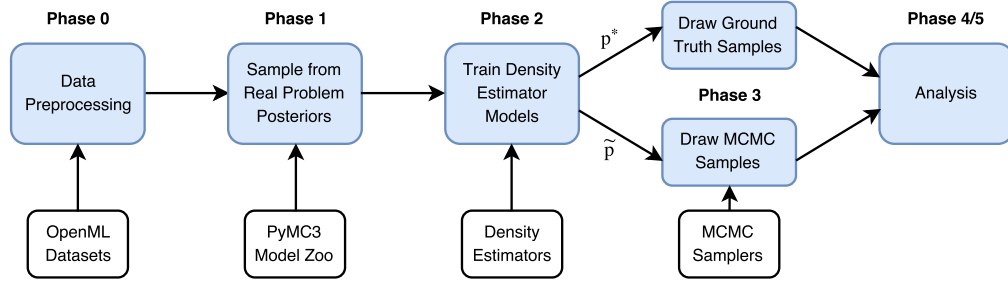 Phase 0
Data
Preprocessing
OpenML
Datasets
Phase 1
Sample from
Real Problem
Posteriors
PyMC3
Model Zoo
Phase 2
Train Density
Estimator
Models
Density
Estimators
p*
p̃
Draw Ground
Truth Samples
Phase 3
Draw MCMC
Samples
MCMC
Samplers
Phase 4/5
Analysis